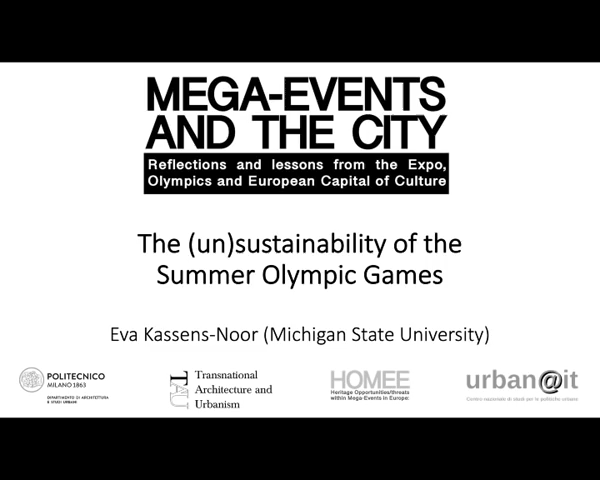 MEGA-EVENTS
AND THE CITY
Reflections and lessons from the Expo,
Olympics and European Capital of Culture
The (un)sustainability of the
Summer Olympic Games
Eva Kassens-Noor (Michigan State University)
POLITECNICO
MILANO 1863
DIPARTIMENTO DI ARCHITETTURA
E STUDI URBANI
TAU
Transnational
Architecture and
Urbanism
HOMEE
Heritage Opportunities/threats
within Mega-Events in Europe:
urban@it
Centro nazionale di studi per le politiche urbane